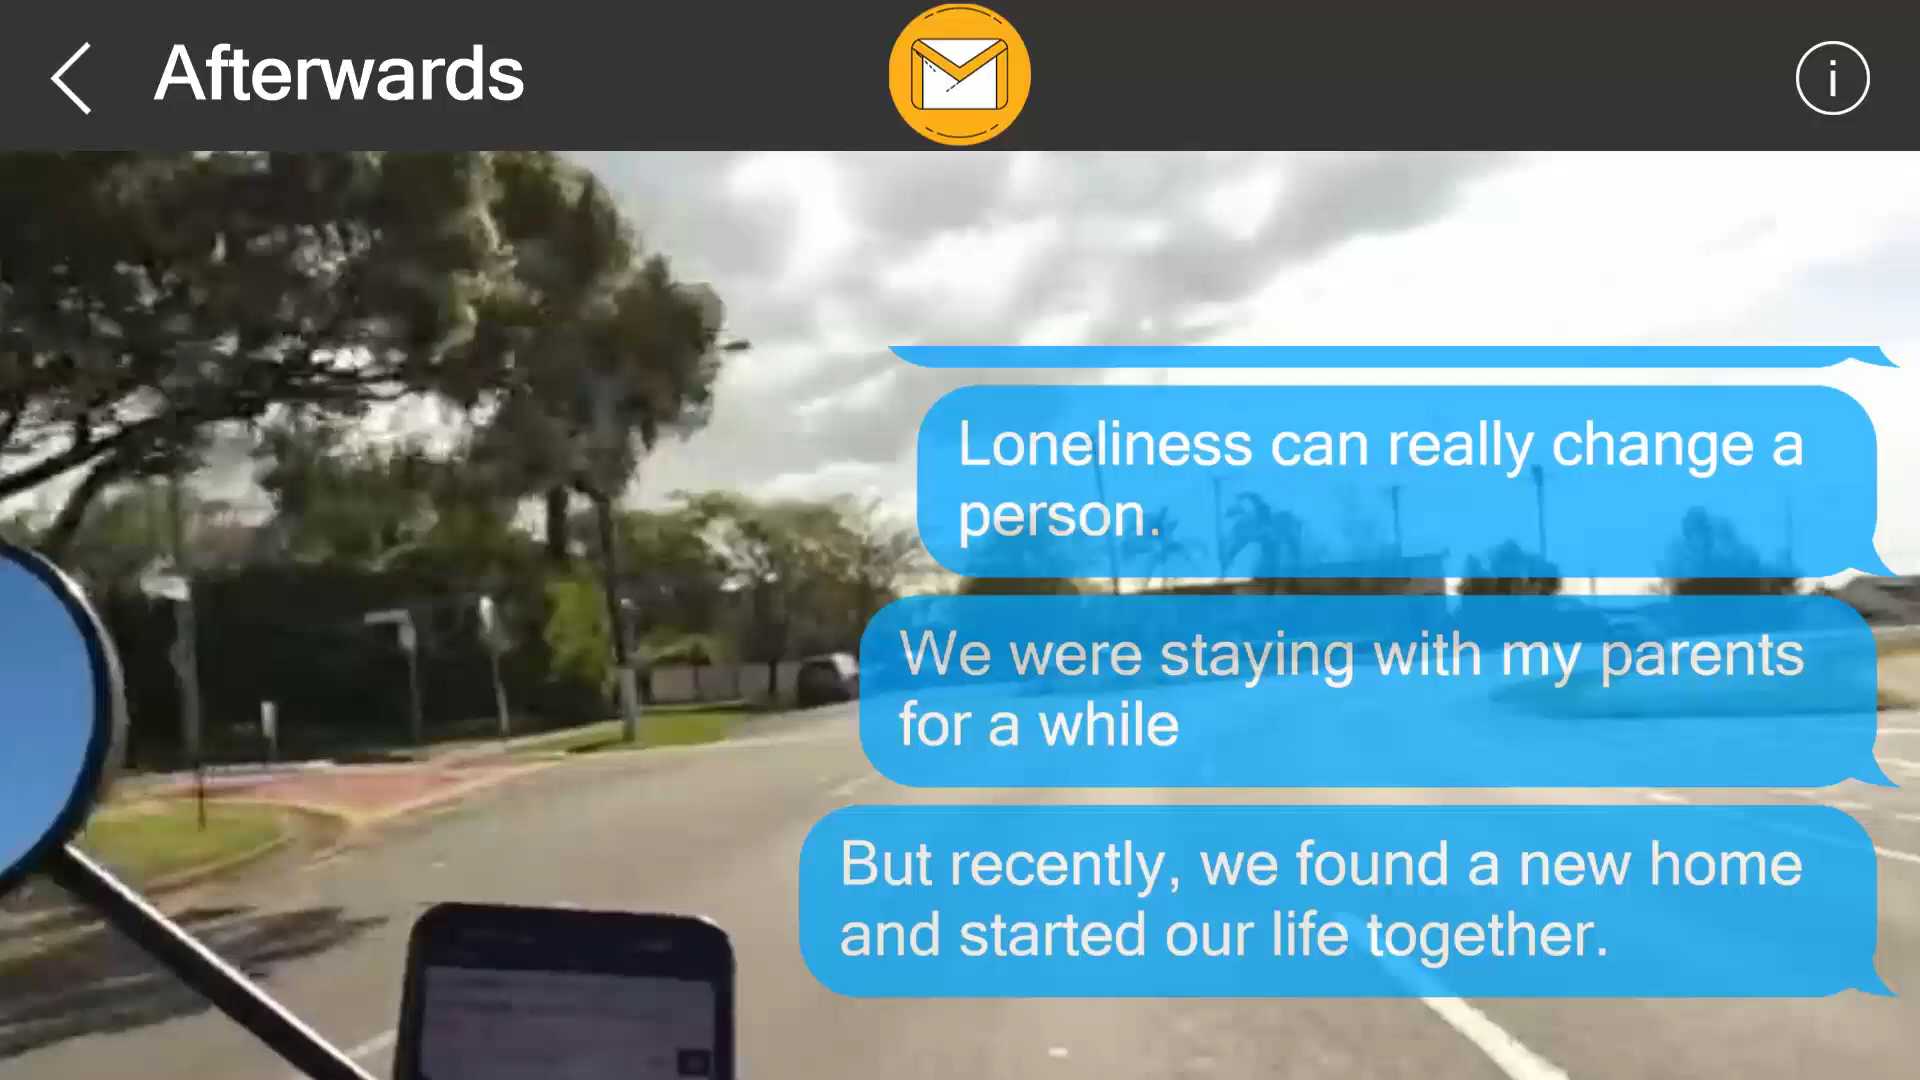 Afterwards
Loneliness can really change a
person.
We were staying with my parents
for a while
But recently, we found a new home
and started our life together.